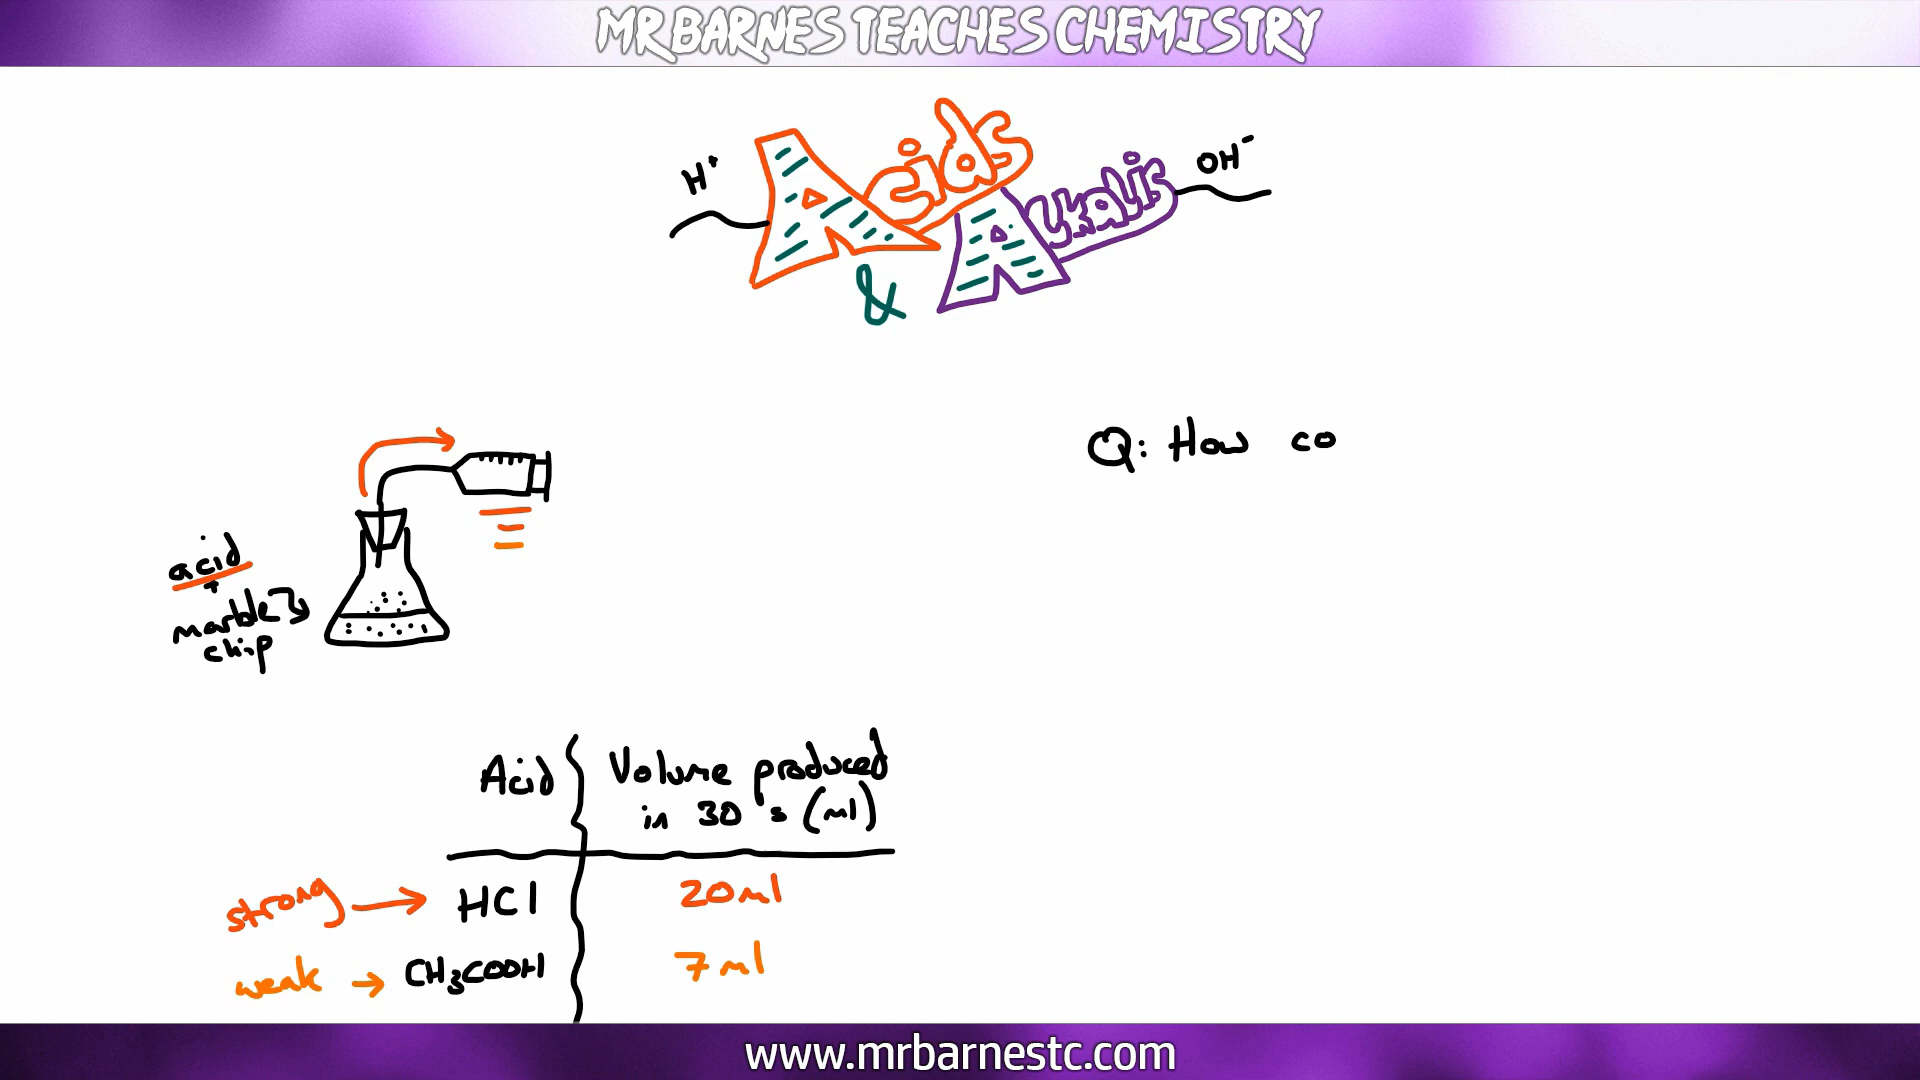 MR BARNES TEACHES CHEMISTRY
H⁺
Acids
&
Alkalis
OH⁻
Q: How co
acid
+
marble
chip
Acid
Volume produced
in 30 s (ml)
strong → HCl 20ml
weak → CH₃COOH 7ml
www.mrbarnestc.com